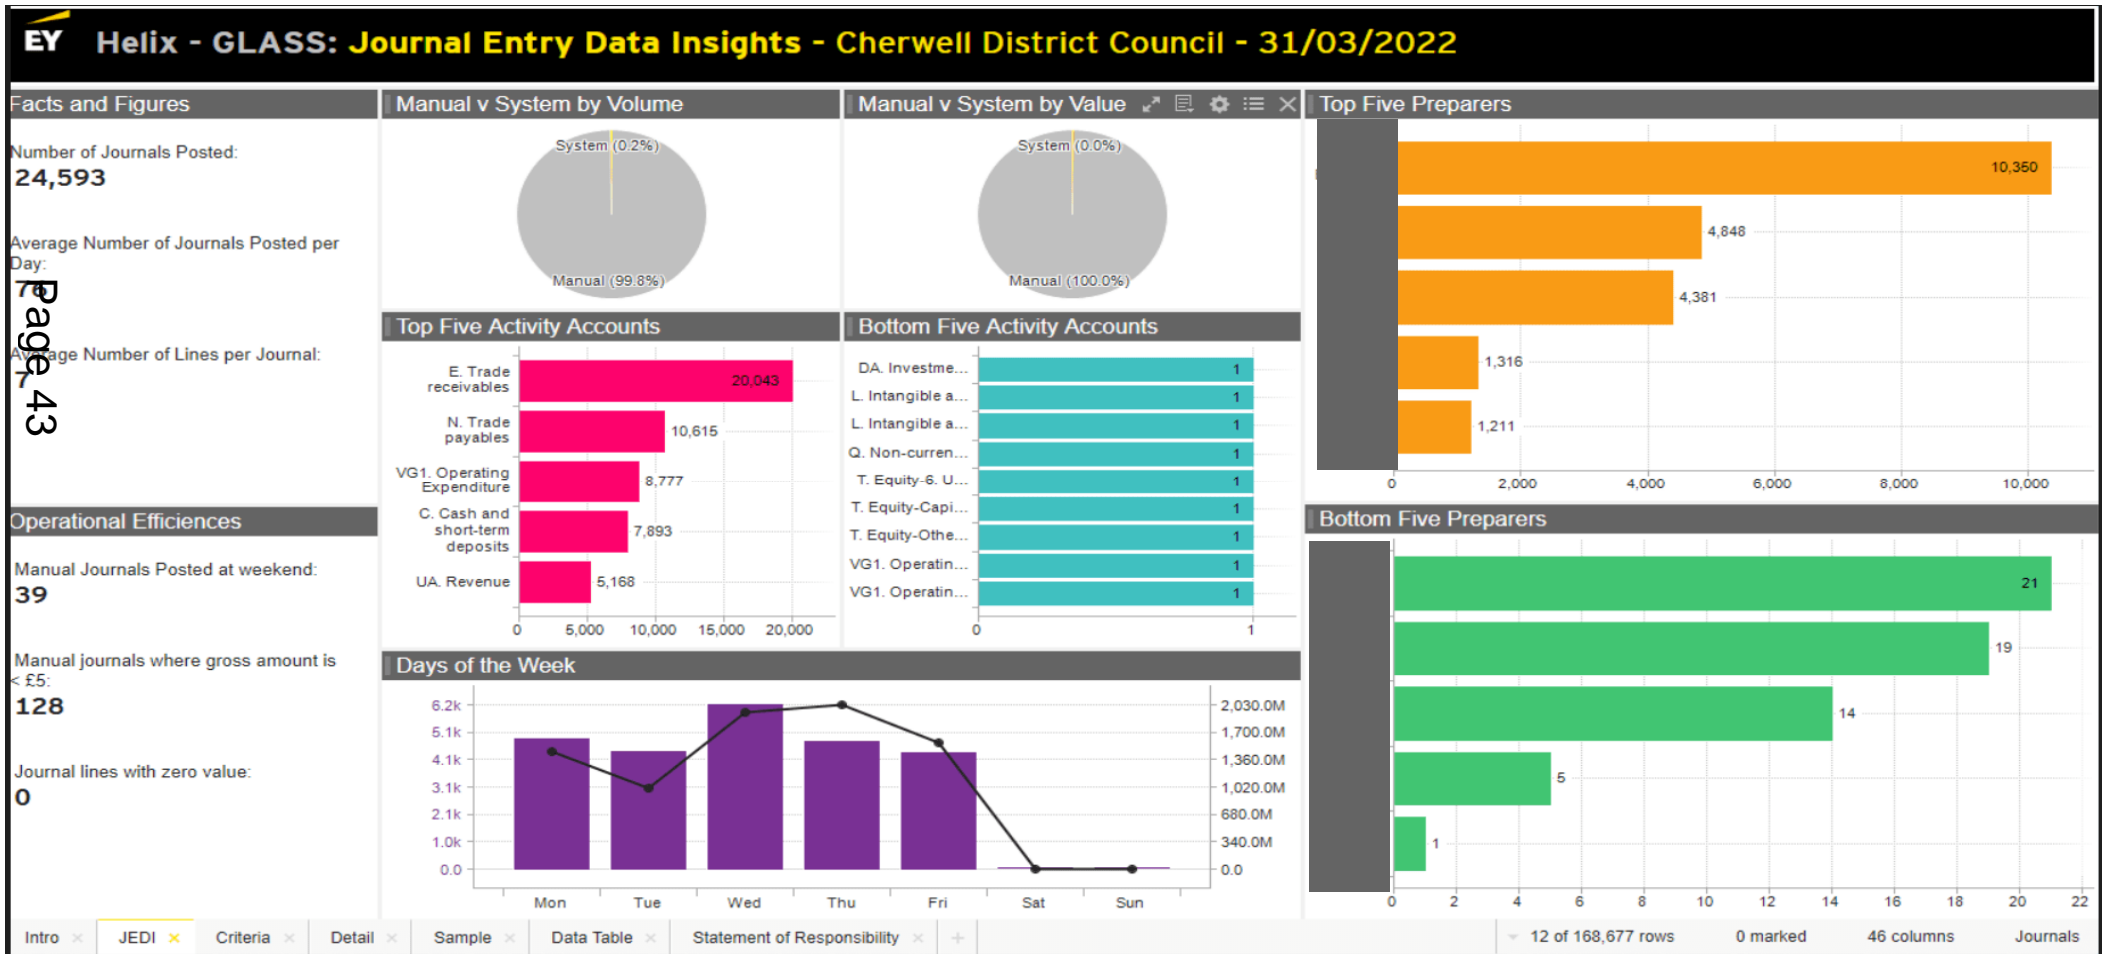 EY
Helix - GLASS: Journal Entry Data Insights - Cherwell District Council - 31/03/2022
Facts and Figures
Number of Journals Posted:
24,593
Average Number of Journals Posted per
Day:
76
Average Number of Lines per Journal:
7
Page 43
Operational Efficiences
Manual Journals Posted at weekend:
39
Manual journals where gross amount is
< £5:
128
Journal lines with zero value:
0
Manual v System by Volume
System (0.2%)
Manual (99.8%)
Manual v System by Value
System (0.0%)
Manual (100.0%)
Top Five Activity Accounts
E. Trade
receivables
20,043
N. Trade
payables
10,615
VG1. Operating
Expenditure
8,777
C. Cash and
short-term
deposits
7,893
UA. Revenue
5,168
0 5,000 10,000 15,000 20,000
Bottom Five Activity Accounts
DA. Investme... 1
L. Intangible a... 1
L. Intangible a... 1
Q. Non-curren... 1
T. Equity-6. U... 1
T. Equity-Capi... 1
T. Equity-Othe... 1
VG1. Operatin... 1
VG1. Operatin... 1
0 1
Days of the Week
6.2k 2,030.0M
5.1k 1,700.0M
4.1k 1,360.0M
3.1k 1,020.0M
2.1k 680.0M
1.0k 340.0M
0.0 0.0
Mon Tue Wed Thu Fri Sat Sun
Top Five Preparers
10,350
4,848
4,381
1,316
1,211
0 2,000 4,000 6,000 8,000 10,000
Bottom Five Preparers
21
19
14
5
1
0 2 4 6 8 10 12 14 16 18 20 22
Intro JEDI Criteria Detail Sample Data Table Statement of Responsibility
12 of 168,677 rows 0 marked 46 columns Journals